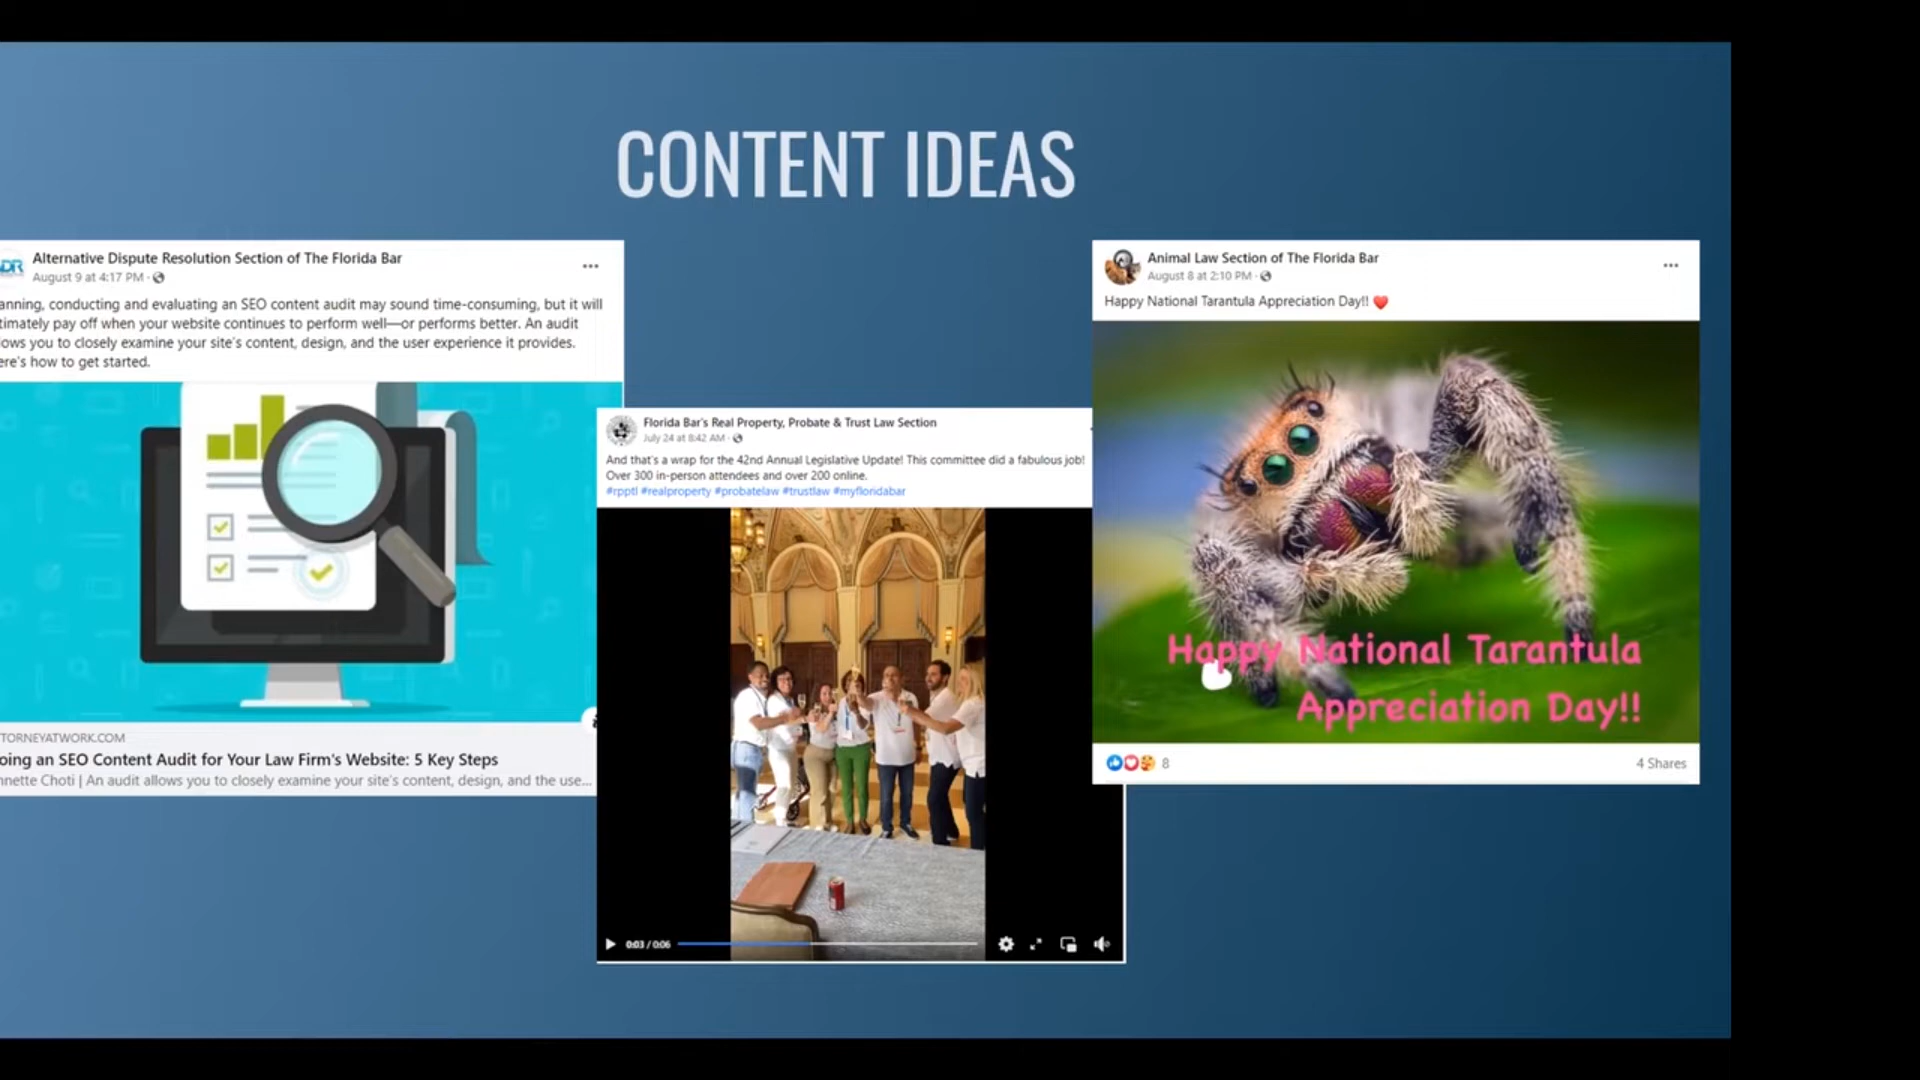 CONTENT IDEAS
ADR
Alternative Dispute Resolution Section of The Florida Bar
August 9 at 4:17 PM ·
anning, conducting and evaluating an SEO content audit may sound time-consuming, but it will
timately pay off when your website continues to perform well—or performs better. An audit
lows you to closely examine your site's content, design, and the user experience it provides.
ere's how to get started.
TORNEYATWORK.COM
oing an SEO Content Audit for Your Law Firm's Website: 5 Key Steps
nnette Choti | An audit allows you to closely examine your site's content, design, and the use...
Florida Bar's Real Property, Probate & Trust Law Section
July 24 at 8:42 AM ·
And that's a wrap for the 42nd Annual Legislative Update! This committee did a fabulous job!
Over 300 in-person attendees and over 200 online.
#rpptl #realproperty #probatelaw #trustlaw #myfloridabar
0:03 / 0:06
Animal Law Section of The Florida Bar
August 8 at 2:10 PM ·
Happy National Tarantula Appreciation Day!! ❤️
Happy National Tarantula
Appreciation Day!!
8
4 Shares